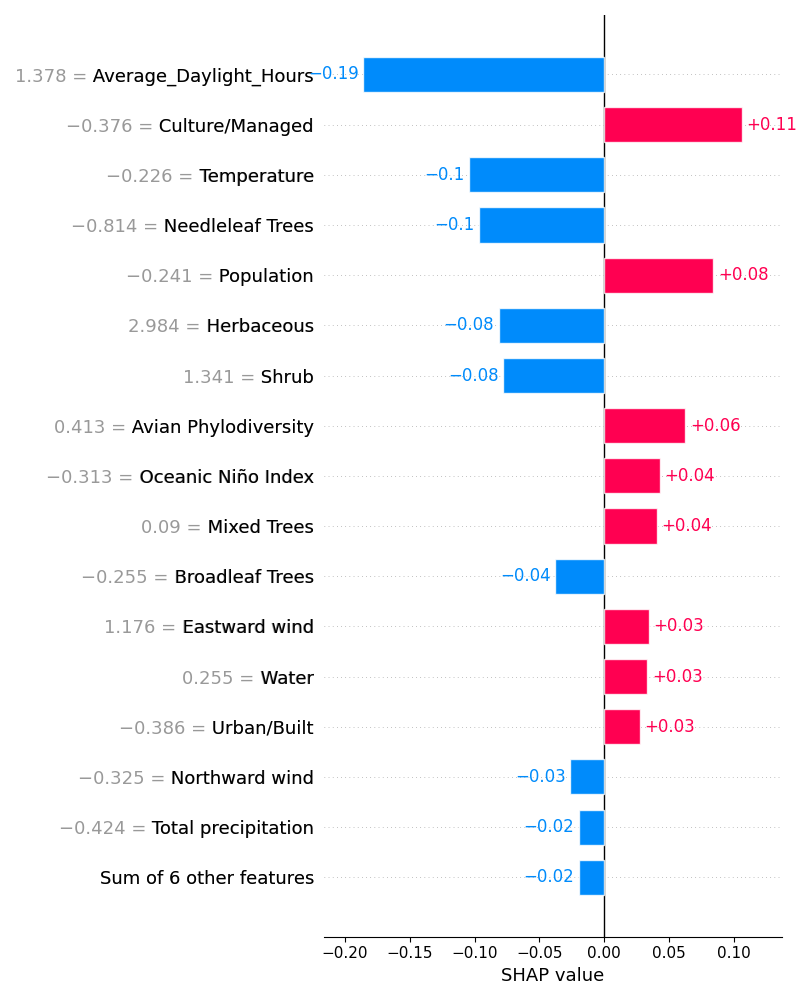 1.378 = Average_Daylight_Hours −0.19
−0.376 = Culture/Managed +0.11
−0.226 = Temperature −0.1
−0.814 = Needleleaf Trees −0.1
−0.241 = Population +0.08
2.984 = Herbaceous −0.08
1.341 = Shrub −0.08
0.413 = Avian Phylodiversity +0.06
−0.313 = Oceanic Niño Index +0.04
0.09 = Mixed Trees +0.04
−0.255 = Broadleaf Trees −0.04
1.176 = Eastward wind +0.03
0.255 = Water +0.03
−0.386 = Urban/Built +0.03
−0.325 = Northward wind −0.03
−0.424 = Total precipitation −0.02
Sum of 6 other features −0.02
−0.20 −0.15 −0.10 −0.05 0.00 0.05 0.10
SHAP value